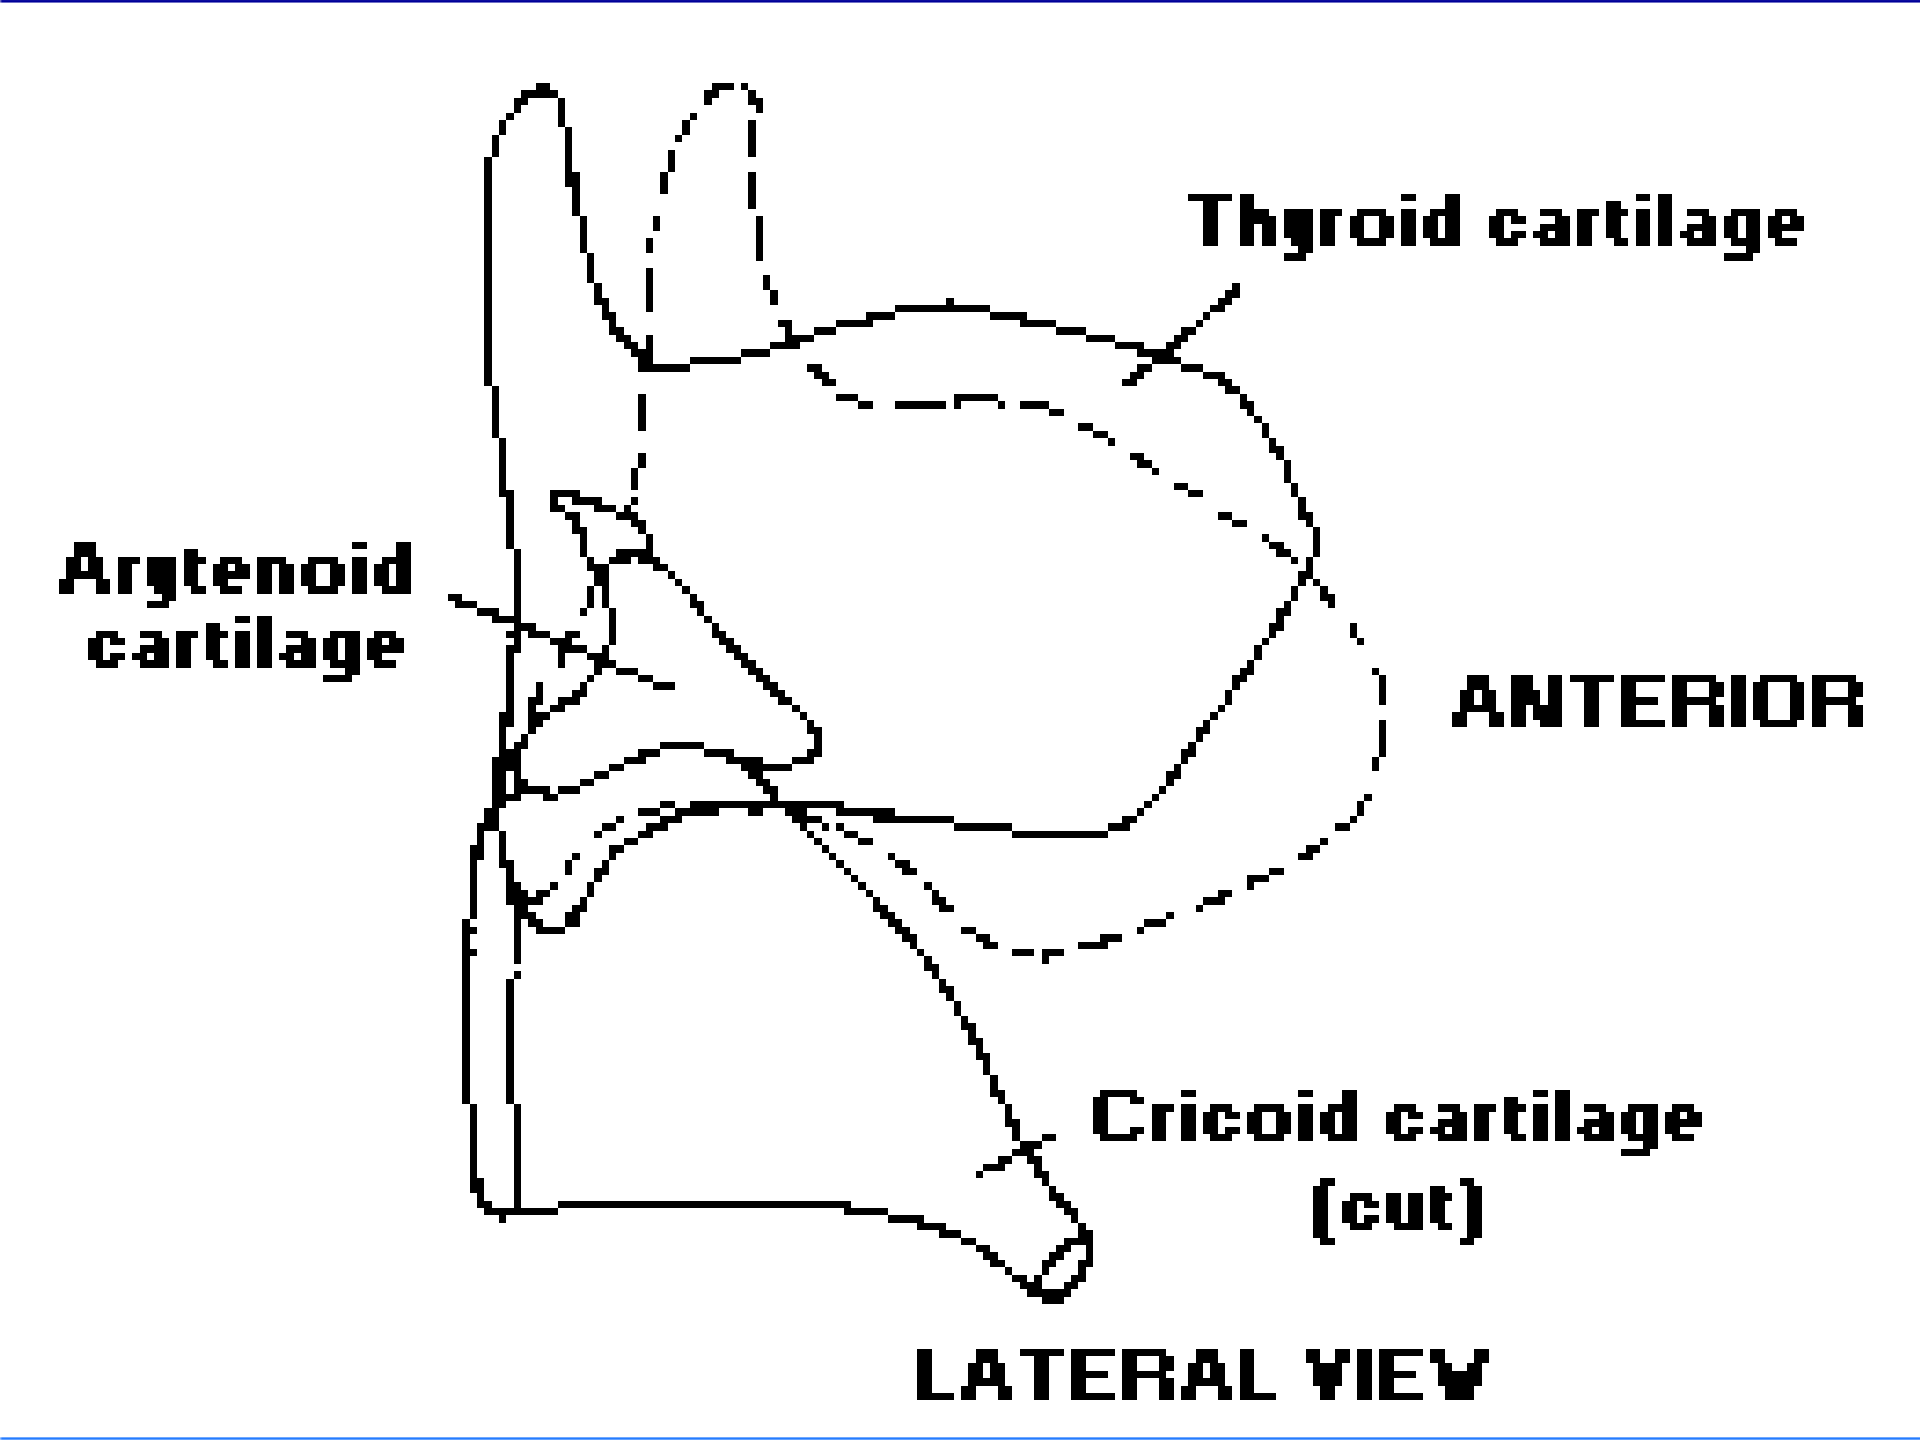 Thyroid cartilage
Arytenoid
cartilage
ANTERIOR
Cricoid cartilage
(cut)
LATERAL VIEW